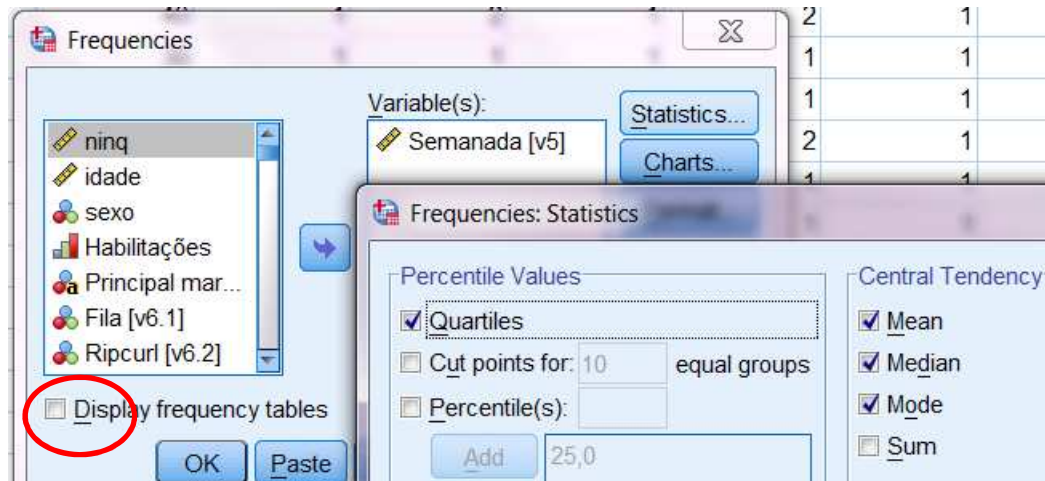 2 1
Frequencies
1 1
Variable(s):
1 1
Statistics...
ninq
Semanada [v5]
2 1
idade
Charts...
1 1
sexo
Frequencies: Statistics
Habilitações
Principal mar...
Percentile Values
Central Tendency
Fila [v6.1]
Quartiles
Mean
Ripcurl [v6.2]
Cut points for: 10 equal groups
Median
Display frequency tables
Percentile(s):
Mode
OK Paste
Add 25,0
Sum